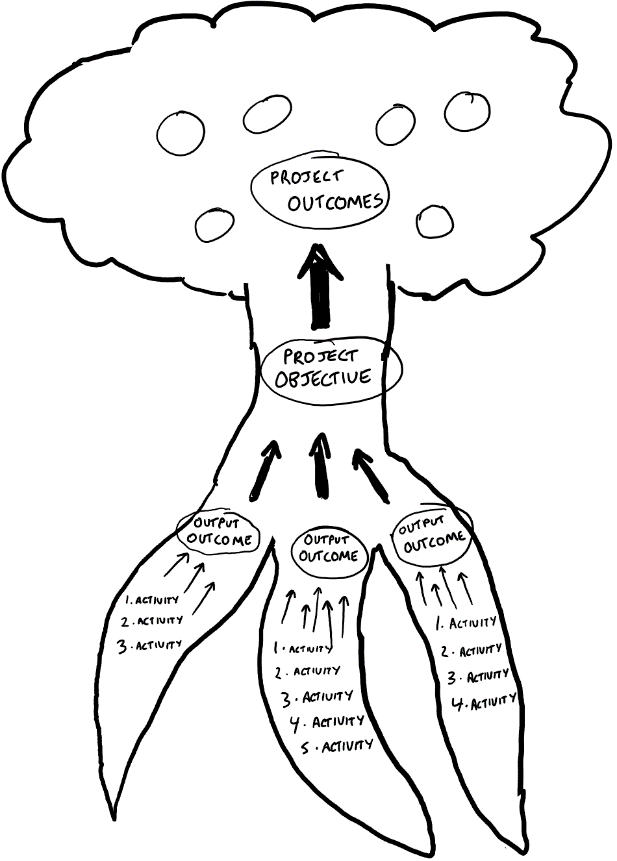 PROJECT
OUTCOMES
PROJECT
OBJECTIVE
OUTPUT
OUTCOME
OUTPUT
OUTCOME
OUTPUT
OUTCOME
1. ACTIVITY
2. ACTIVITY
3. ACTIVITY
1. ACTIVITY
2. ACTIVITY
3. ACTIVITY
4. ACTIVITY
5. ACTIVITY
1. ACTIVITY
2. ACTIVITY
3. ACTIVITY
4. ACTIVITY